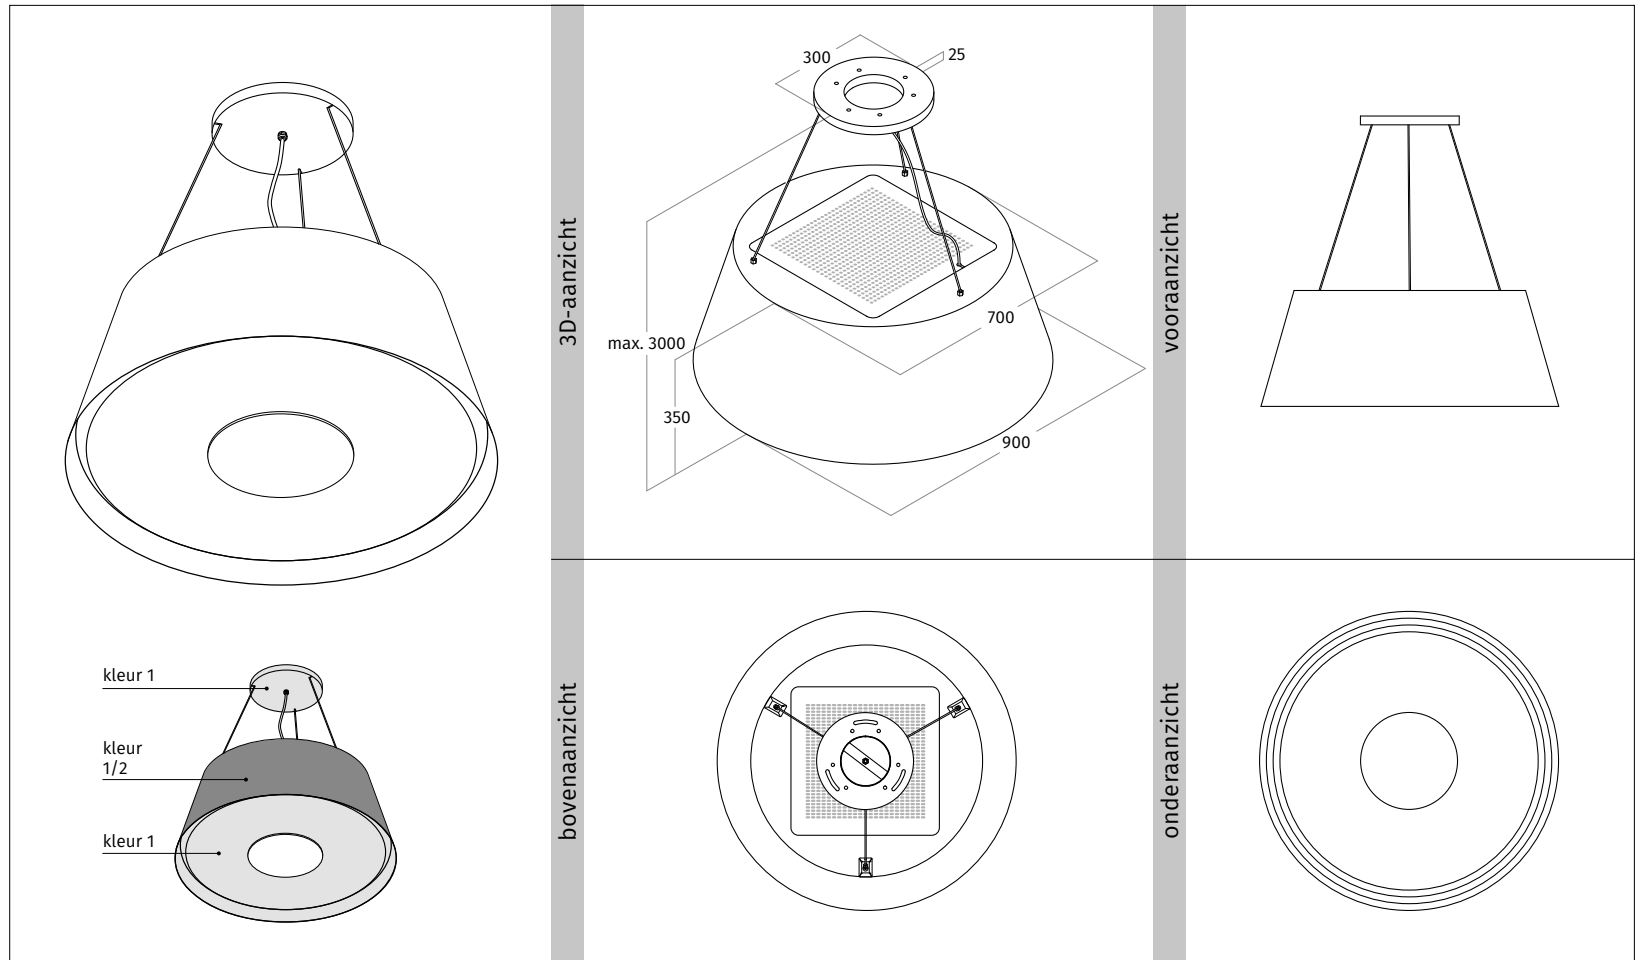 kleur 1
kleur
1/2
kleur 1
3D-aanzicht
300
25
max. 3000
350
700
900
vooraanzicht
bovenaanzicht
onderaanzicht